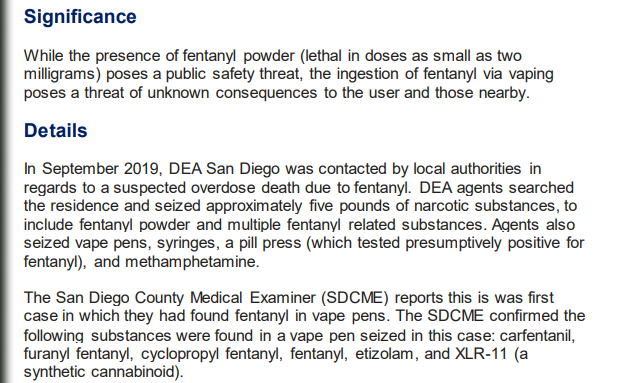 Significance
While the presence of fentanyl powder (lethal in doses as small as two
milligrams) poses a public safety threat, the ingestion of fentanyl via vaping
poses a threat of unknown consequences to the user and those nearby.
Details
In September 2019, DEA San Diego was contacted by local authorities in
regards to a suspected overdose death due to fentanyl. DEA agents searched
the residence and seized approximately five pounds of narcotic substances, to
include fentanyl powder and multiple fentanyl related substances. Agents also
seized vape pens, syringes, a pill press (which tested presumptively positive for
fentanyl), and methamphetamine.
The San Diego County Medical Examiner (SDCME) reports this is was first
case in which they had found fentanyl in vape pens. The SDCME confirmed the
following substances were found in a vape pen seized in this case: carfentanil,
furanyl fentanyl, cyclopropyl fentanyl, fentanyl, etizolam, and XLR-11 (a
synthetic cannabinoid).